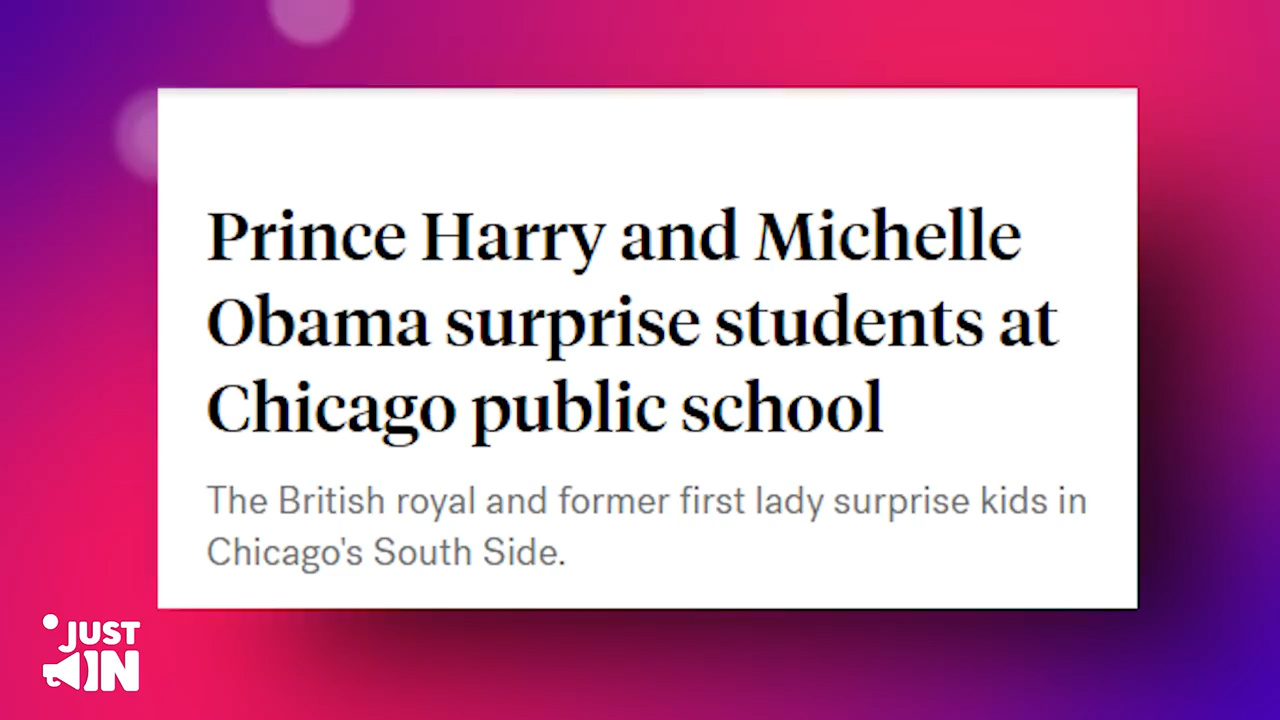 Prince Harry and Michelle
Obama surprise students at
Chicago public school
The British royal and former first lady surprise kids in
Chicago's South Side.
JUST
IN